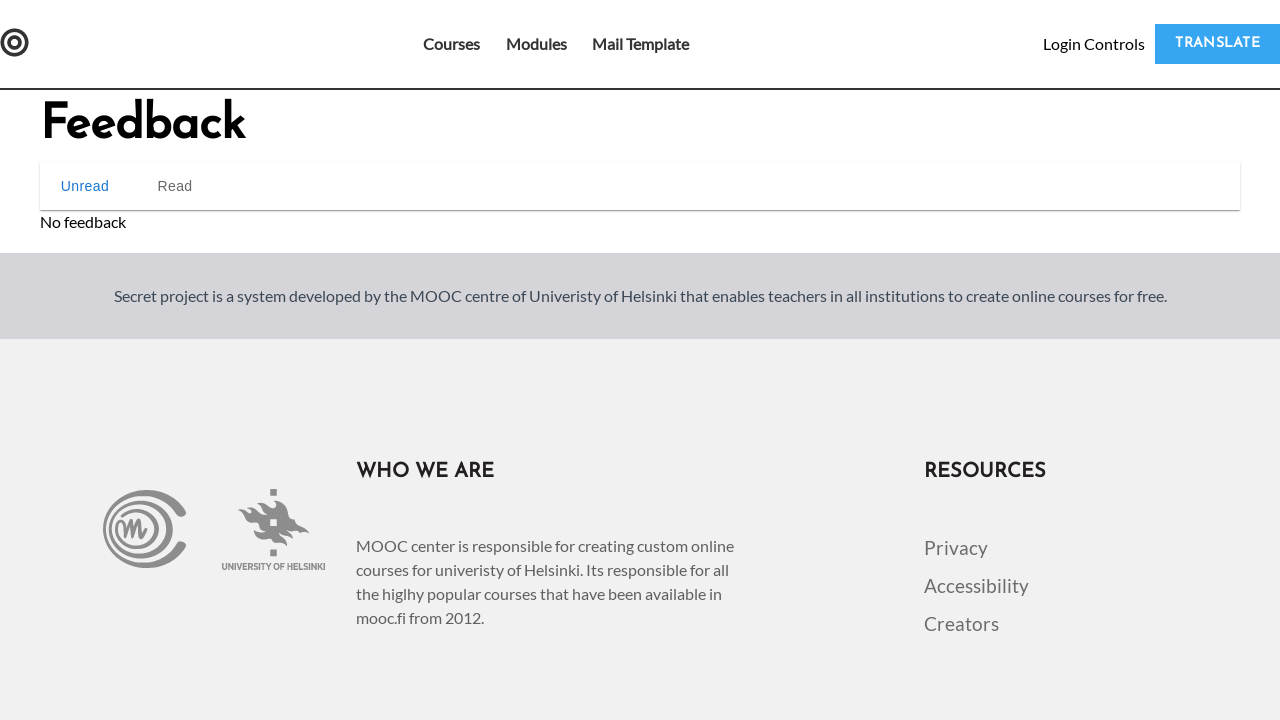 Courses Modules Mail Template Login Controls TRANSLATE
Feedback
Unread Read
No feedback
Secret project is a system developed by the MOOC centre of Univeristy of Helsinki that enables teachers in all institutions to create online courses for free.
UNIVERSITY OF HELSINKI
WHO WE ARE
MOOC center is responsible for creating custom online
courses for univeristy of Helsinki. Its responsible for all
the higlhy popular courses that have been available in
mooc.fi from 2012.
RESOURCES
Privacy
Accessibility
Creators